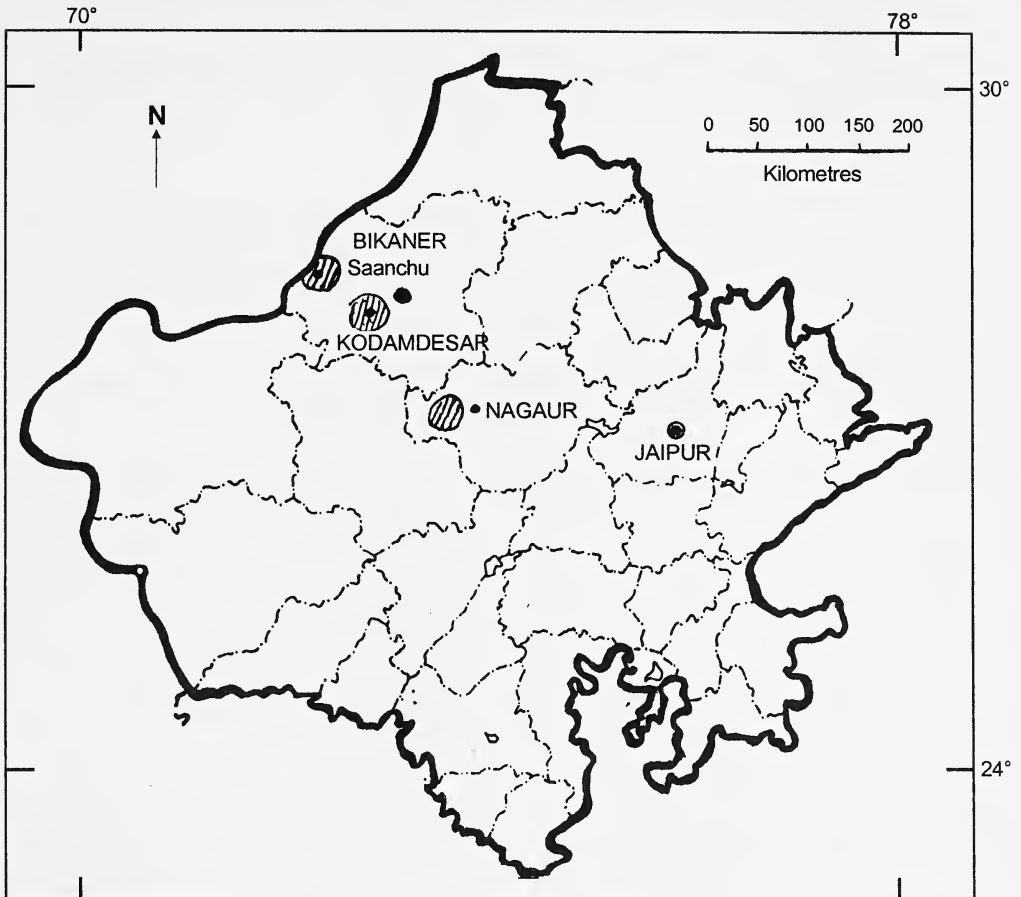 70°
78°
30°
N
0 50 100 150 200
Kilometres
BIKANER
Saanchu
KODAMDESAR
NAGAUR
JAIPUR
24°